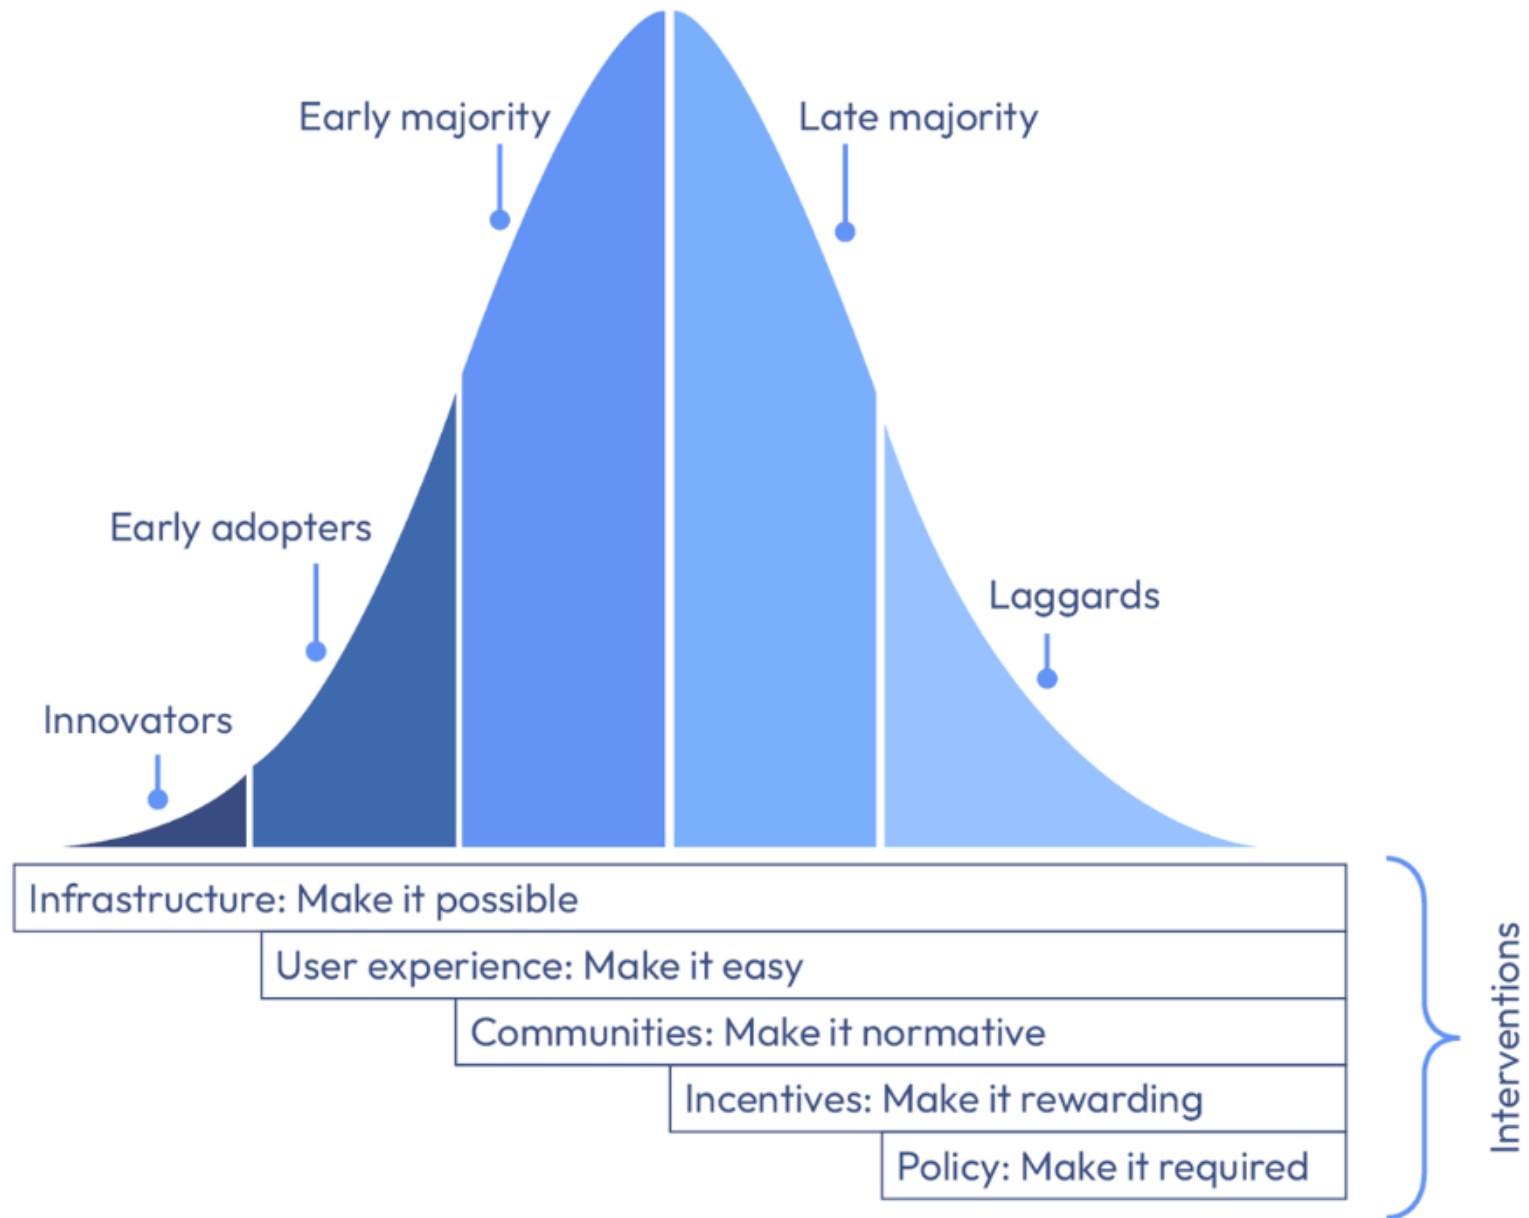 Early majority
Late majority
Early adopters
Laggards
Innovators
Infrastructure: Make it possible
User experience: Make it easy
Communities: Make it normative
Incentives: Make it rewarding
Policy: Make it required
Interventions